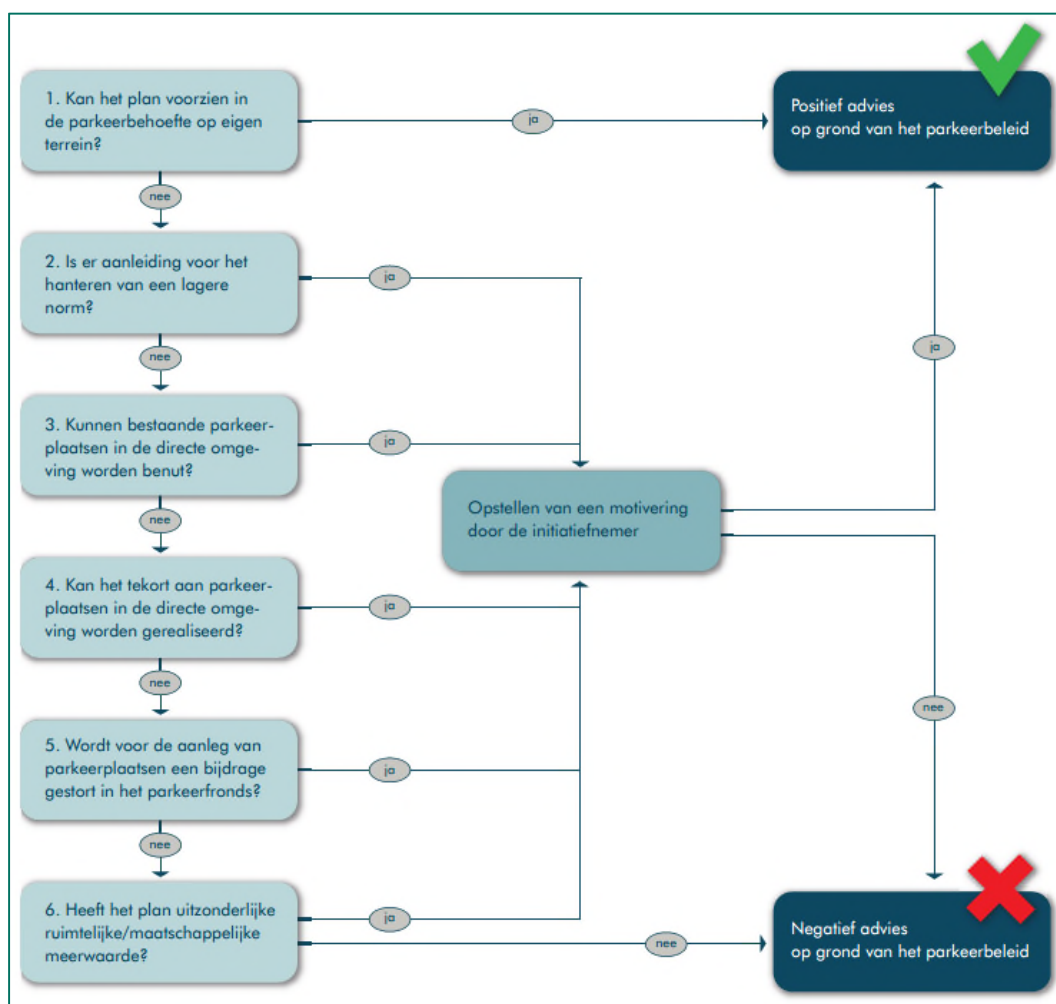 1. Kan het plan voorzien in
de parkeerbehoefte op eigen
terrein?
ja
Positief advies
op grond van het parkeerbeleid
nee
2. Is er aanleiding voor het
hanteren van een lagere
norm?
ja
nee
ja
3. Kunnen bestaande parkeer-
plaatsen in de directe omge-
ving worden benut?
ja
Opstellen van een motivering
door de initiatiefnemer
nee
4. Kan het tekort aan parkeer-
plaatsen in de directe omge-
ving worden gerealiseerd?
ja
nee
nee
5. Wordt voor de aanleg van
parkeerplaatsen een bijdrage
gestort in het parkeerfronds?
ja
nee
6. Heeft het plan uitzonderlijke
ruimtelijke/maatschappelijke
meerwaarde?
ja
nee
Negatief advies
op grond van het parkeerbeleid